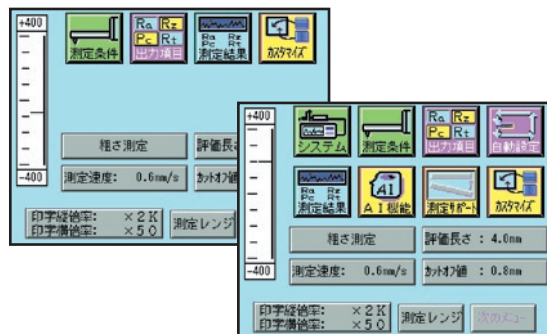 +400
Ra Rz
Pc Rt
Ra Rz
Pc Rt
測定条件
出力項目
測定結果
カスタマイズ
粗さ測定
評価長さ
-400
測定速度: 0.6mm/s
カットオフ値
印字縦倍率: ×2K
印字横倍率: ×50
測定レンジ
+400
Ra Rz
Pc Rt
システム
測定条件
出力項目
自動設定
Ra Rz
Pc Rt
AI
測定結果
AI機能
測定サポート
カスタマイズ
粗さ測定
評価長さ : 4.0mm
-400
測定速度: 0.6mm/s
カットオフ値 : 0.8mm
印字縦倍率: ×2K
印字横倍率: ×50
測定レンジ
次のメニュー